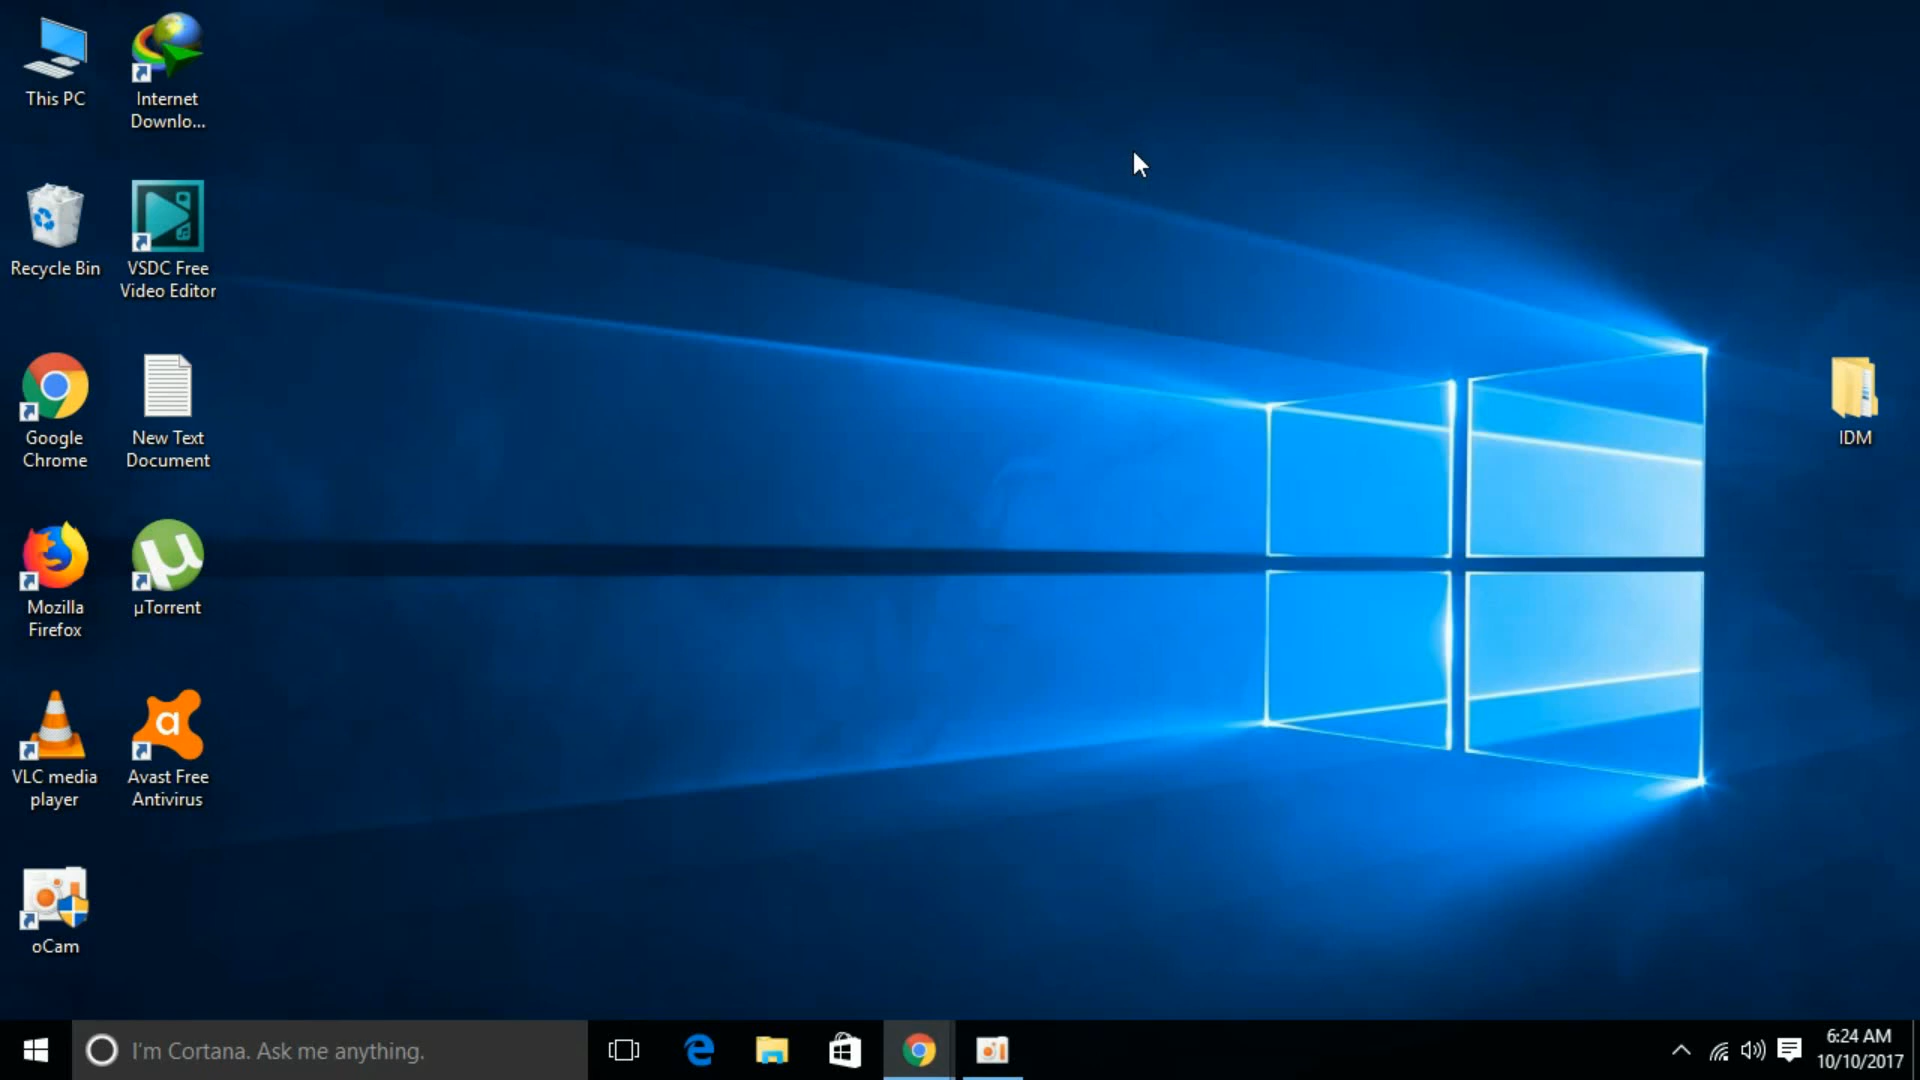 This PC
Internet
Downlo...
Recycle Bin
VSDC Free
Video Editor
Google
Chrome
New Text
Document
IDM
Mozilla
Firefox
µTorrent
VLC media
player
Avast Free
Antivirus
oCam
I'm Cortana. Ask me anything.
6:24 AM
10/10/2017